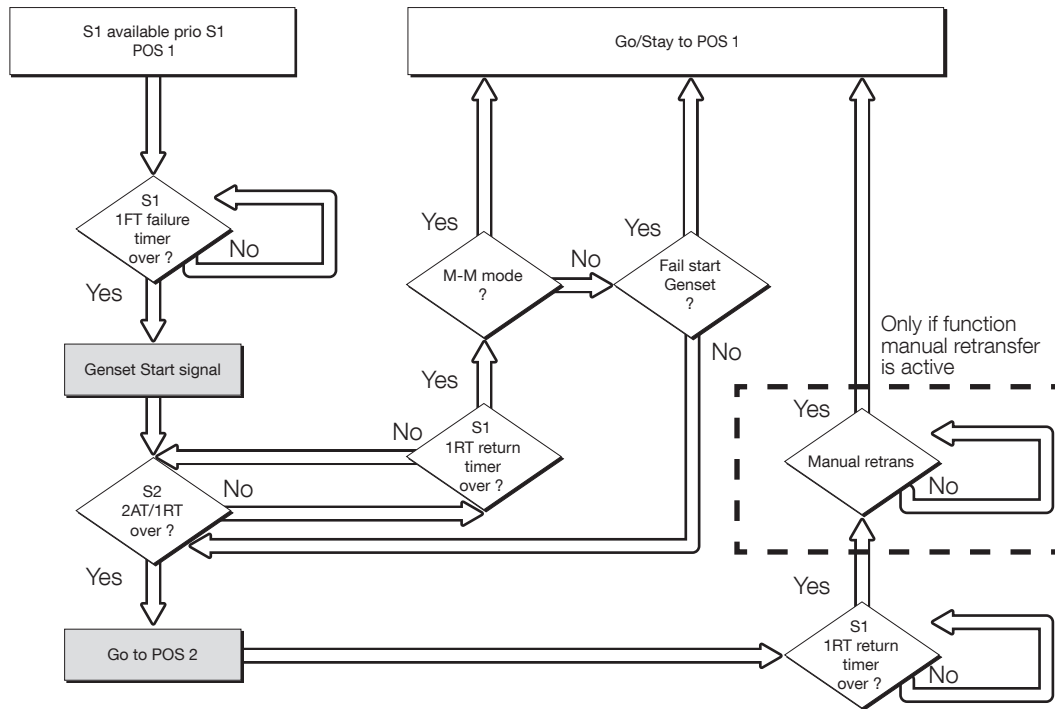 S1 available prio S1
POS 1
Go/Stay to POS 1
S1
1FT failure
timer
over ?
No
Yes
Genset Start signal
S2
2AT/1RT
over ?
No
Yes
Go to POS 2
No
S1
1RT return
timer
over ?
Yes
M-M mode
?
Yes
No
Fail start
Genset
?
Yes
No
Only if function
manual retransfer
is active
Yes
Manual retrans
No
Yes
S1
1RT return
timer
over ?
No